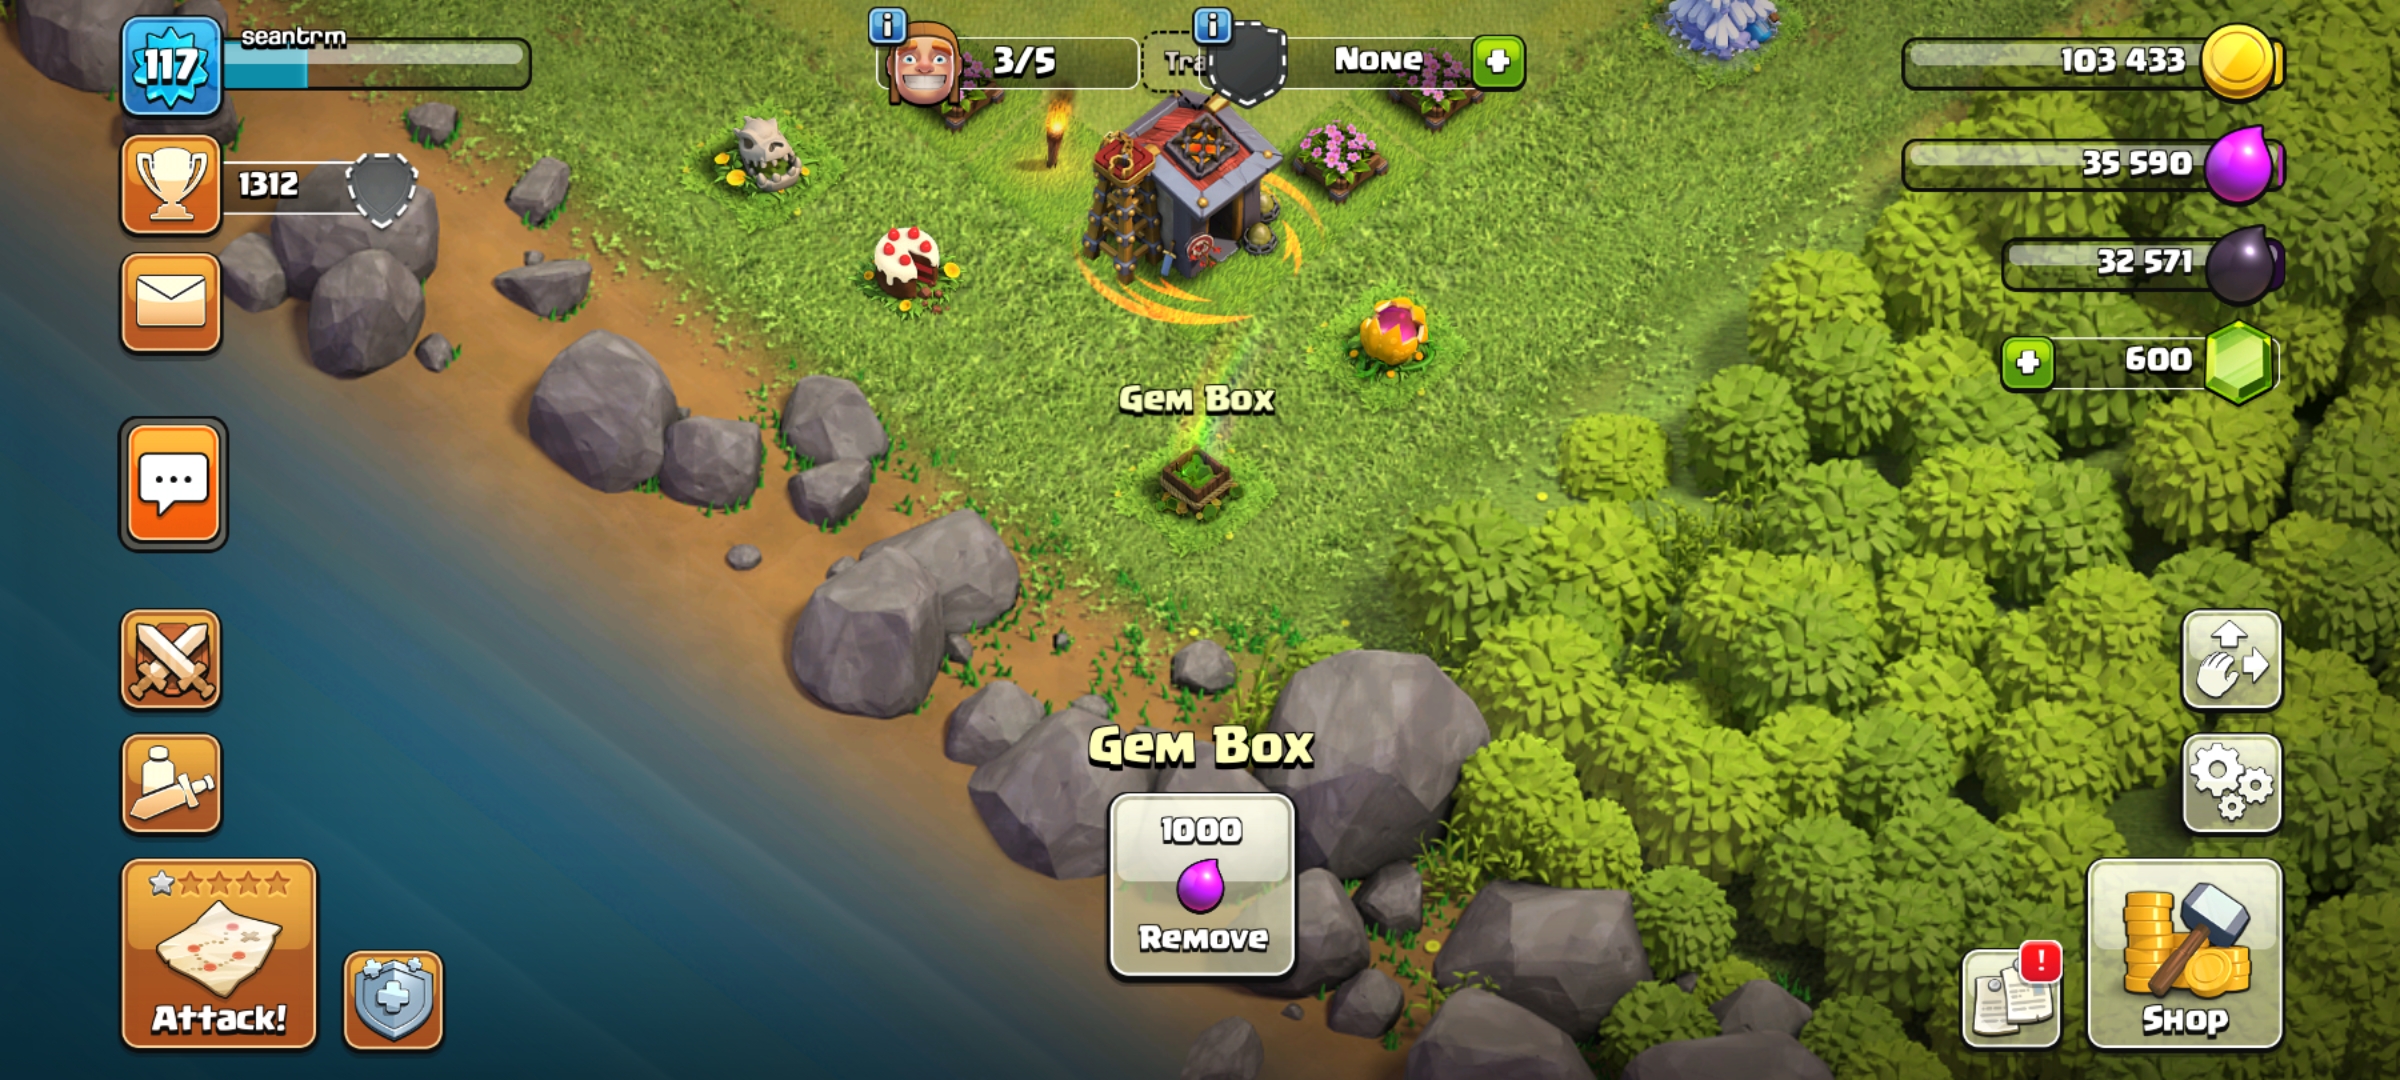 117
seantrm
i
3/5
Tra
i
None
103 433
1312
35 590
32 571
600
Gem Box
Gem Box
1000
Remove
Attack!
!
Shop